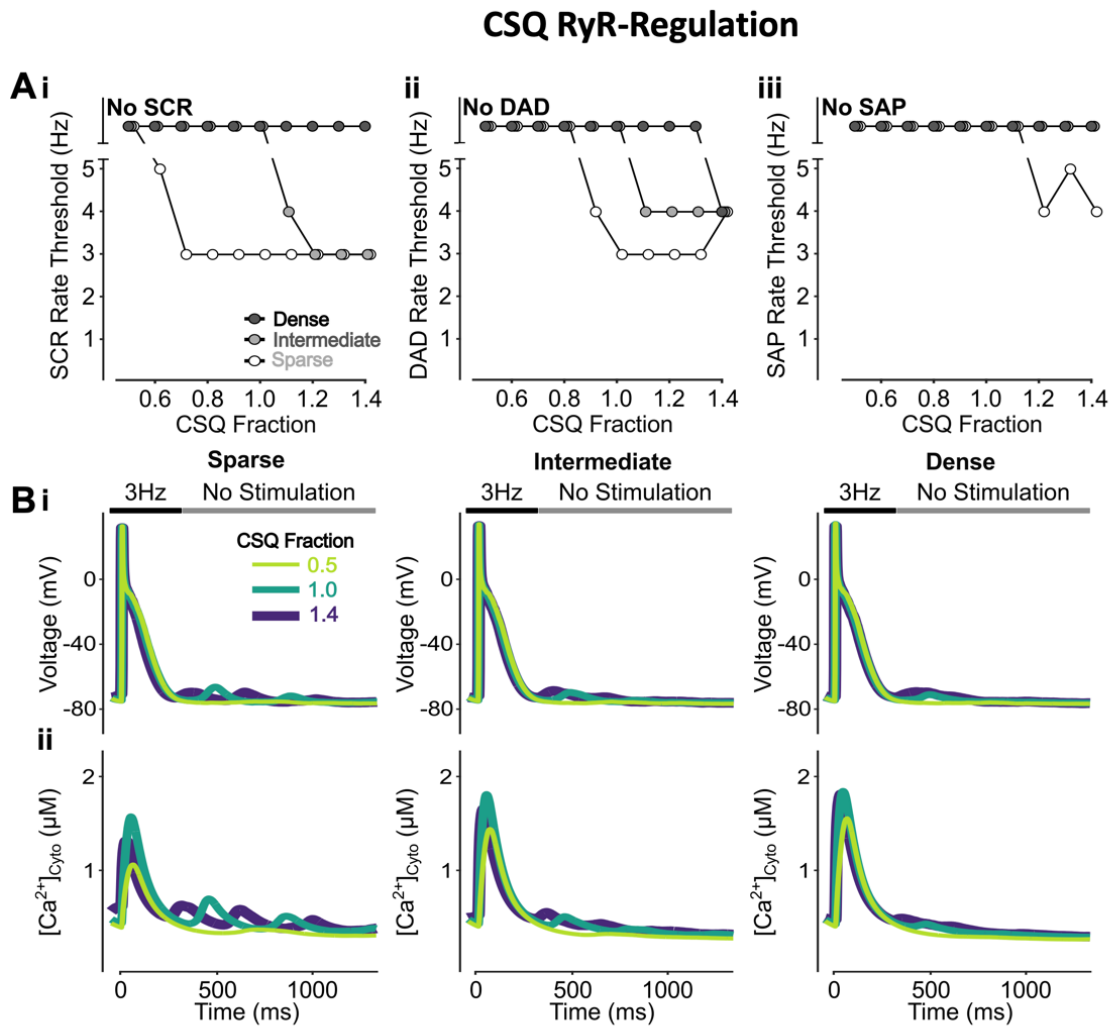 CSQ RyR-Regulation
A i
No SCR
SCR Rate Threshold (Hz)
5
4
3
2
1
Dense
Intermediate
Sparse
0.6 0.8 1.0 1.2 1.4
CSQ Fraction
ii
No DAD
DAD Rate Threshold (Hz)
5
4
3
2
1
0.6 0.8 1.0 1.2 1.4
CSQ Fraction
iii
No SAP
SAP Rate Threshold (Hz)
5
4
3
2
1
0.6 0.8 1.0 1.2 1.4
CSQ Fraction
B i
Sparse
3Hz No Stimulation
CSQ Fraction
0.5
1.0
1.4
Voltage (mV)
0
-40
-80
Intermediate
3Hz No Stimulation
Voltage (mV)
0
-40
-80
Dense
3Hz No Stimulation
Voltage (mV)
0
-40
-80
ii
[Ca2+]Cyto (μM)
2
1
0 500 1000
Time (ms)
[Ca2+]Cyto (μM)
2
1
0 500 1000
Time (ms)
[Ca2+]Cyto (μM)
2
1
0 500 1000
Time (ms)